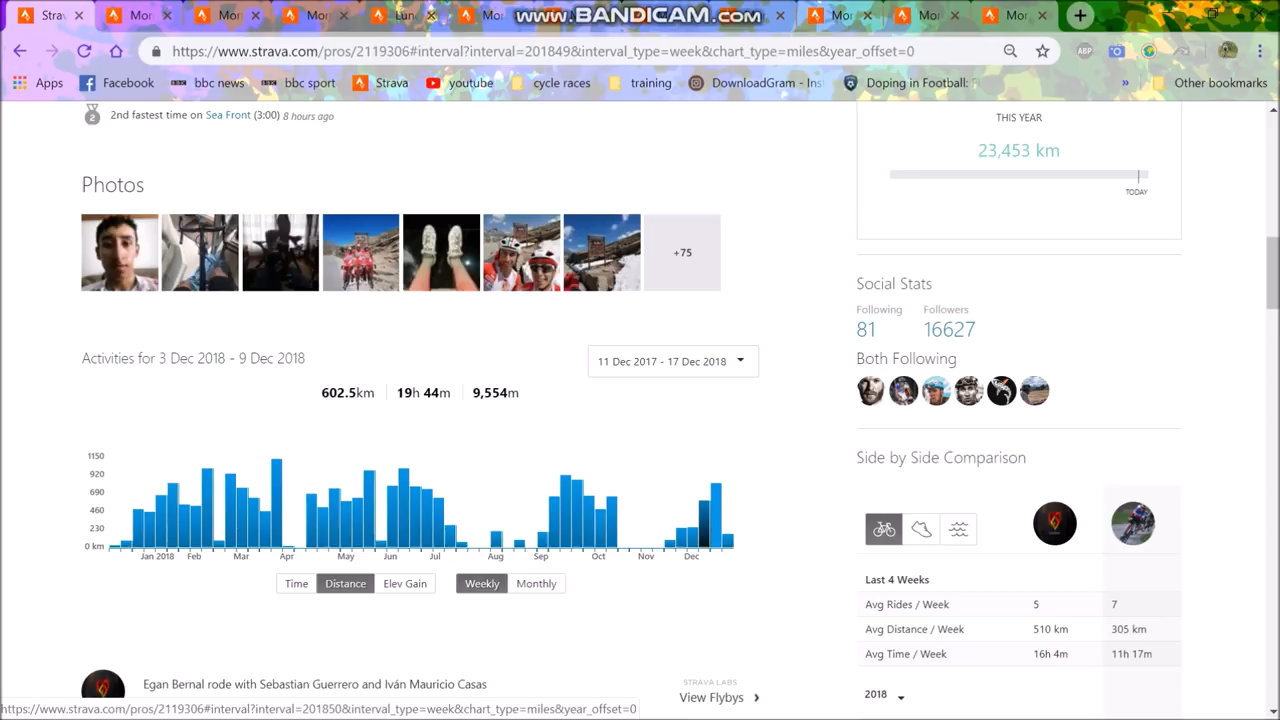 Strav
Mor
Mor
Mor
Lun
Mor
www.BANDICAM.com
Mor
Mor
Mor
https://www.strava.com/pros/2119306#interval?interval=201849&interval_type=week&chart_type=miles&year_offset=0
ABP
Apps
Facebook
BBC
bbc news
BBC
bbc sport
Strava
youtube
cycle races
training
DownloadGram - Inst
Doping in Football:
»
Other bookmarks
2
2nd fastest time on Sea Front (3:00) 8 hours ago
THIS YEAR
23,453 km
TODAY
Photos
+75
Social Stats
Following
Followers
81
16627
Both Following
Activities for 3 Dec 2018 - 9 Dec 2018
11 Dec 2017 - 17 Dec 2018
602.5km
19h 44m
9,554m
1150
920
690
460
230
0 km
Jan 2018
Feb
Mar
Apr
May
Jun
Jul
Aug
Sep
Oct
Nov
Dec
Time
Distance
Elev Gain
Weekly
Monthly
Side by Side Comparison
Last 4 Weeks
Avg Rides / Week
5
7
Avg Distance / Week
510 km
305 km
Avg Time / Week
16h 4m
11h 17m
2018
Egan Bernal rode with Sebastian Guerrero and Iván Mauricio Casas
STRAVA LABS
View Flybys
https://www.strava.com/pros/2119306#interval?interval=201850&interval_type=week&chart_type=miles&year_offset=0